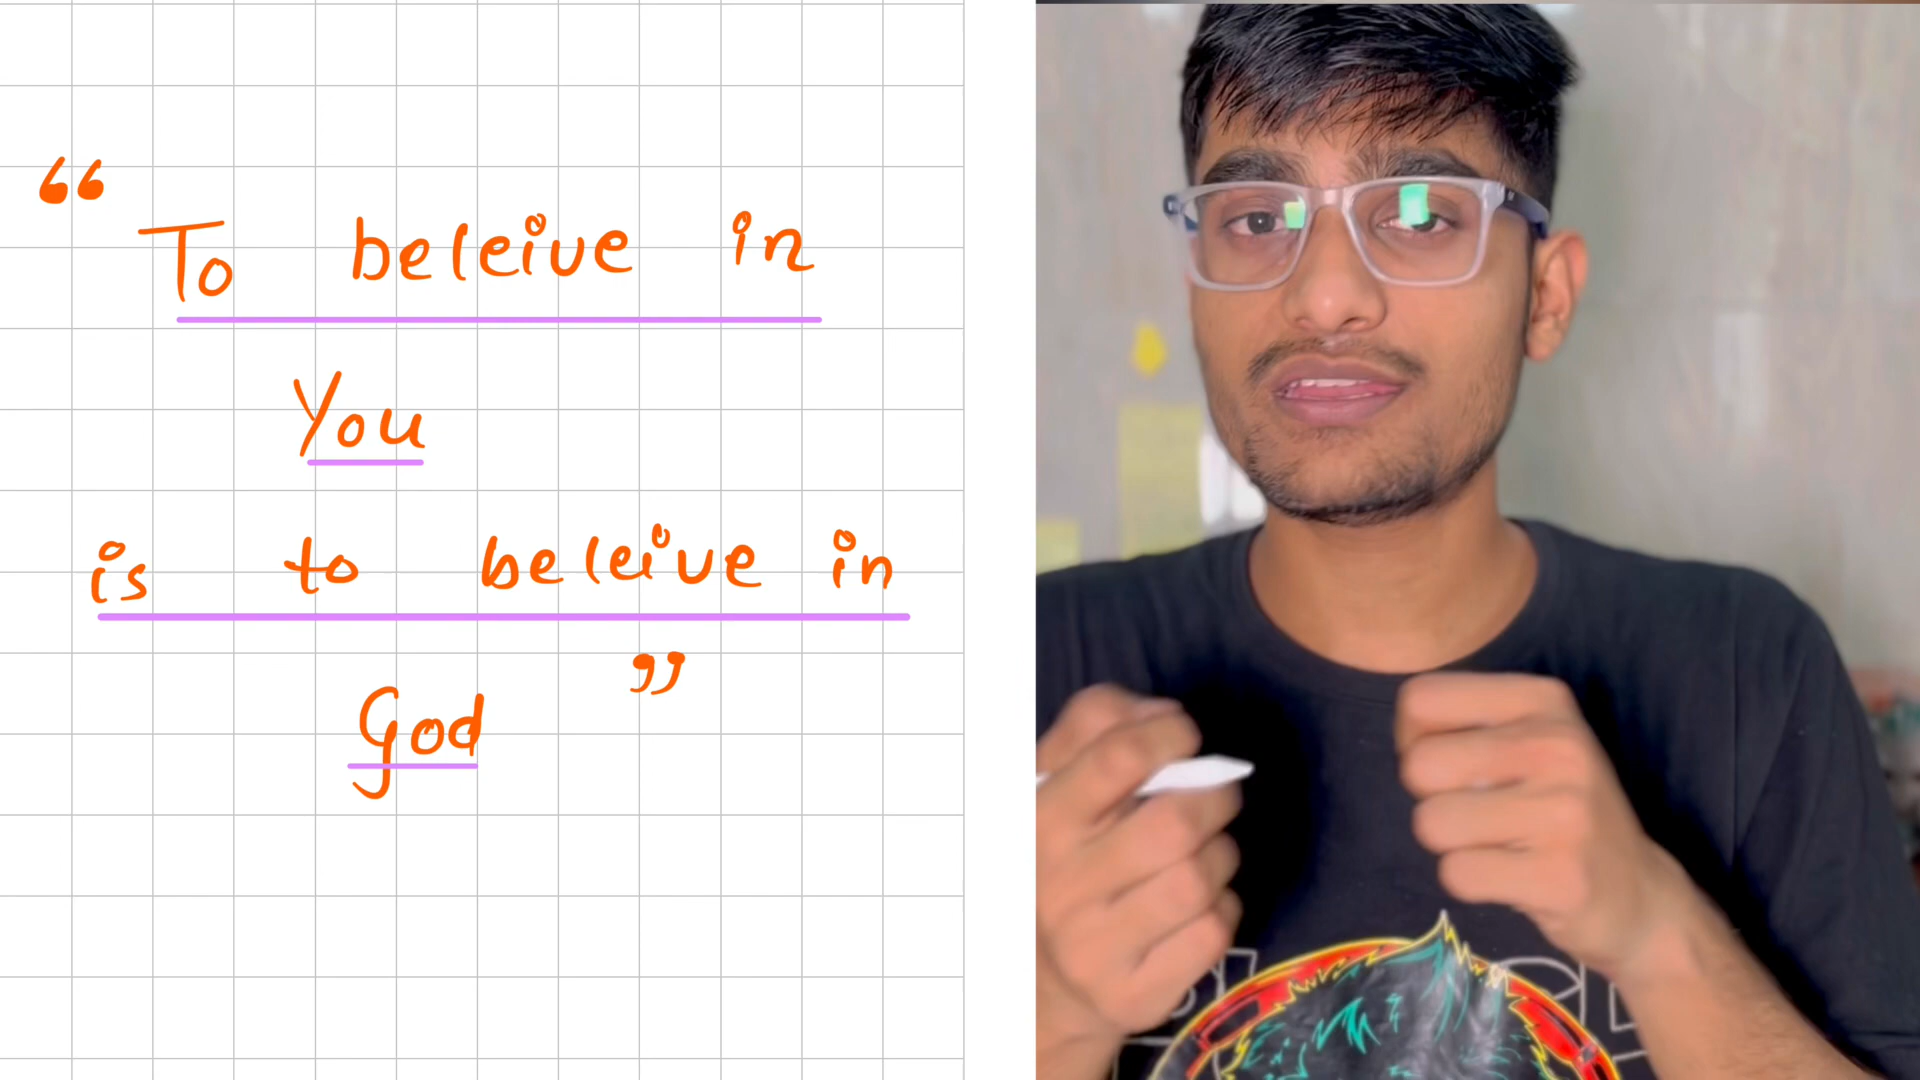 “To beleive in
You
is to beleive in
God”